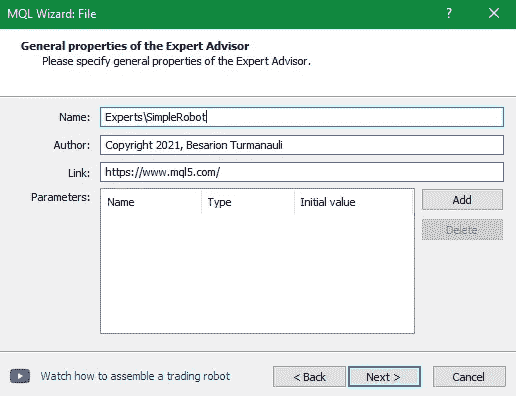 MQL Wizard: File
?
General properties of the Expert Advisor
Please specify general properties of the Expert Advisor.
Name: Experts\SimpleRobot
Author: Copyright 2021, Besarion Turmanauli
Link: https://www.mql5.com/
Parameters: Name Type Initial value Add
Delete
Watch how to assemble a trading robot < Back Next > Cancel